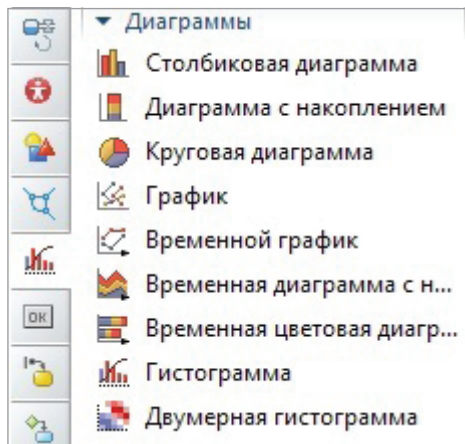 Диаграммы
Столбиковая диаграмма
Диаграмма с накоплением
Круговая диаграмма
График
Временной график
Временная диаграмма с н...
Временная цветовая диагр...
OK
Гистограмма
Двумерная гистограмма